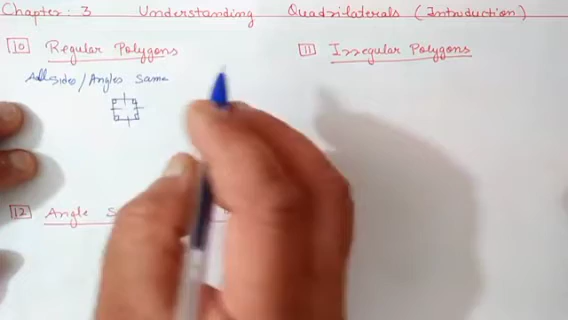 Chapter: 3 Understanding Quadrilaterals (Introduction)
10 Regular Polygons
11 Irregular Polygons
All sides/Angles Same
12 Angle